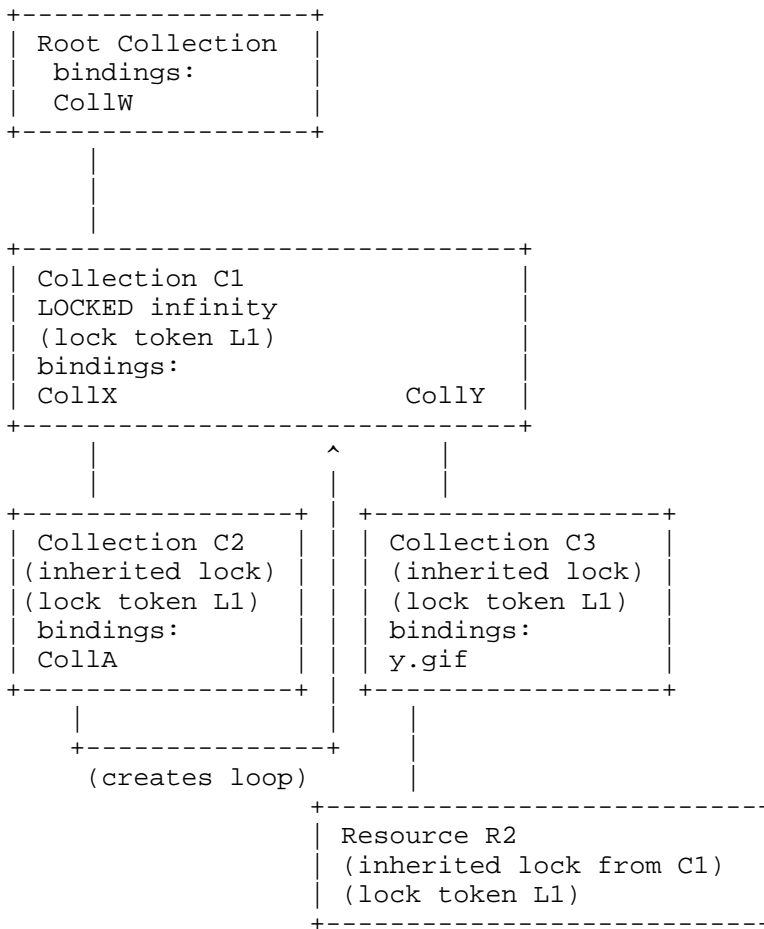 Root Collection
bindings:
CollW
Collection C1
LOCKED infinity
(lock token L1)
bindings:
CollX CollY
Collection C2
(inherited lock)
(lock token L1)
bindings:
CollA
Collection C3
(inherited lock)
(lock token L1)
bindings:
y.gif
(creates loop)
Resource R2
(inherited lock from C1)
(lock token L1)